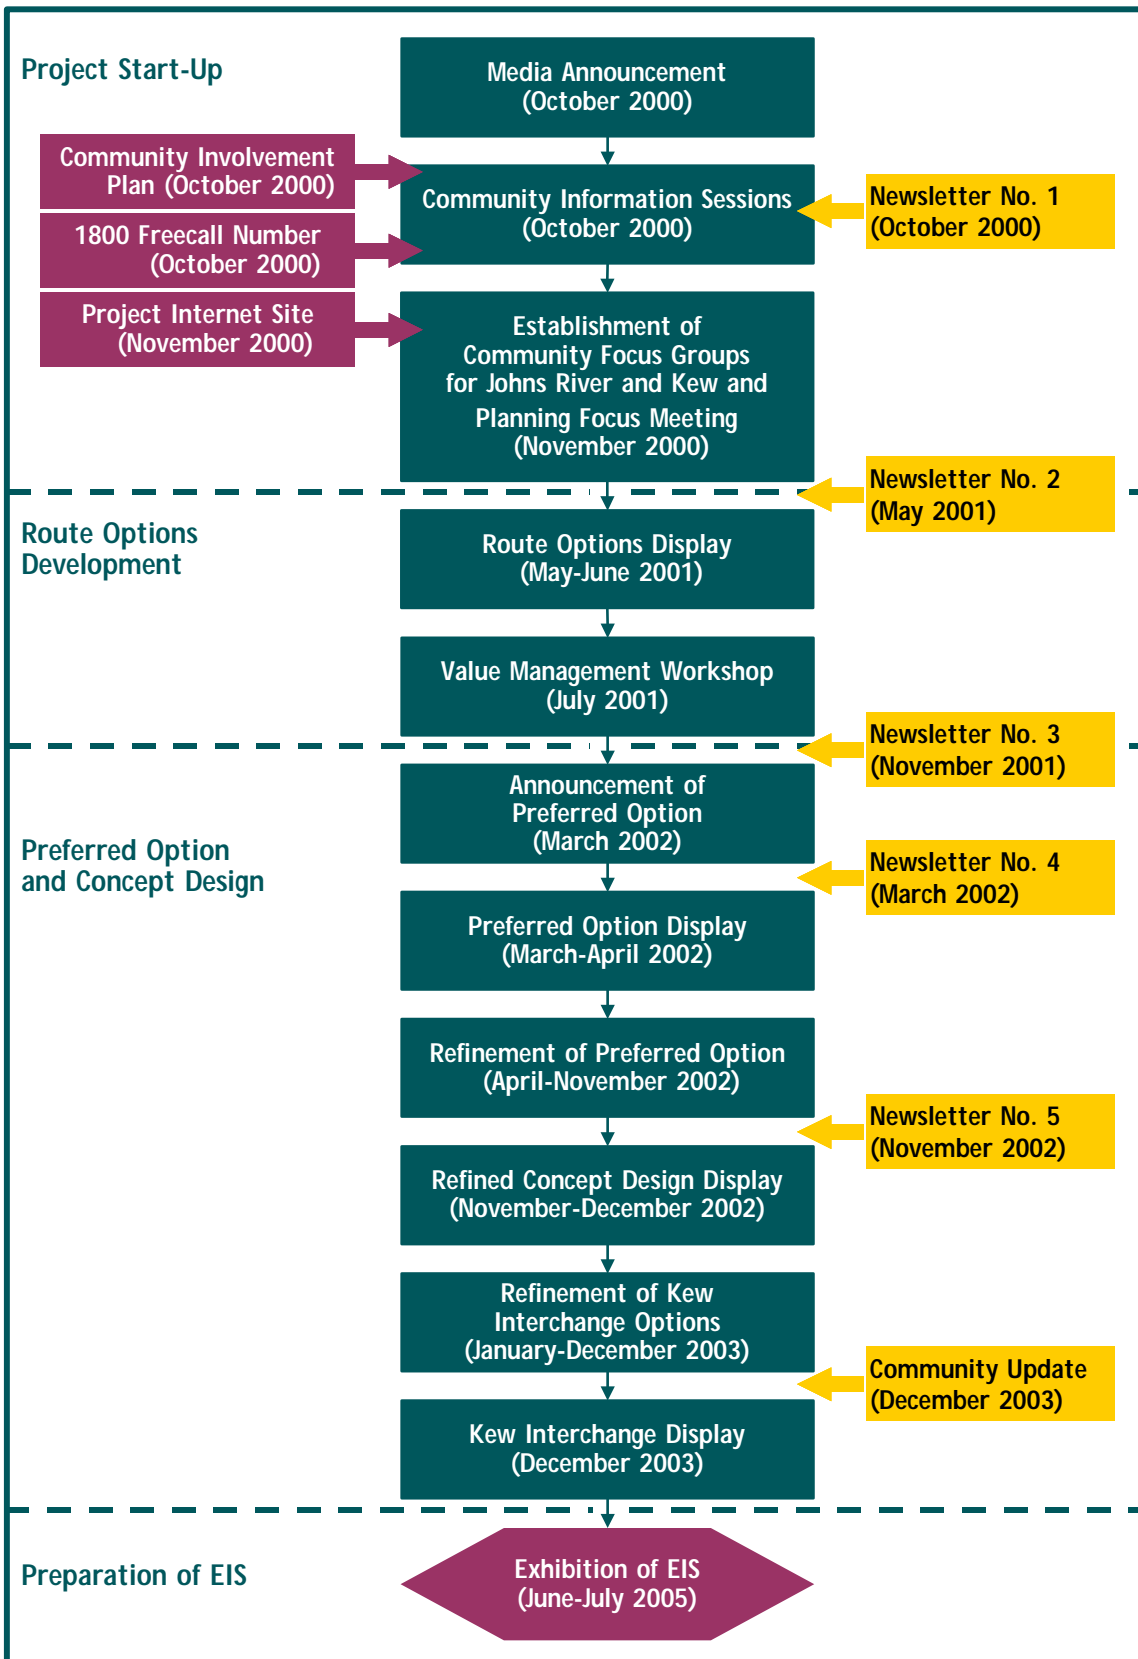 Project Start-Up
Media Announcement
(October 2000)
Community Involvement
Plan (October 2000)
Community Information Sessions
(October 2000)
Newsletter No. 1
(October 2000)
1800 Freecall Number
(October 2000)
Project Internet Site
(November 2000)
Establishment of
Community Focus Groups
for Johns River and Kew and
Planning Focus Meeting
(November 2000)
Newsletter No. 2
(May 2001)
Route Options
Development
Route Options Display
(May-June 2001)
Value Management Workshop
(July 2001)
Newsletter No. 3
(November 2001)
Preferred Option
and Concept Design
Announcement of
Preferred Option
(March 2002)
Newsletter No. 4
(March 2002)
Preferred Option Display
(March-April 2002)
Refinement of Preferred Option
(April-November 2002)
Newsletter No. 5
(November 2002)
Refined Concept Design Display
(November-December 2002)
Refinement of Kew
Interchange Options
(January-December 2003)
Community Update
(December 2003)
Kew Interchange Display
(December 2003)
Preparation of EIS
Exhibition of EIS
(June-July 2005)